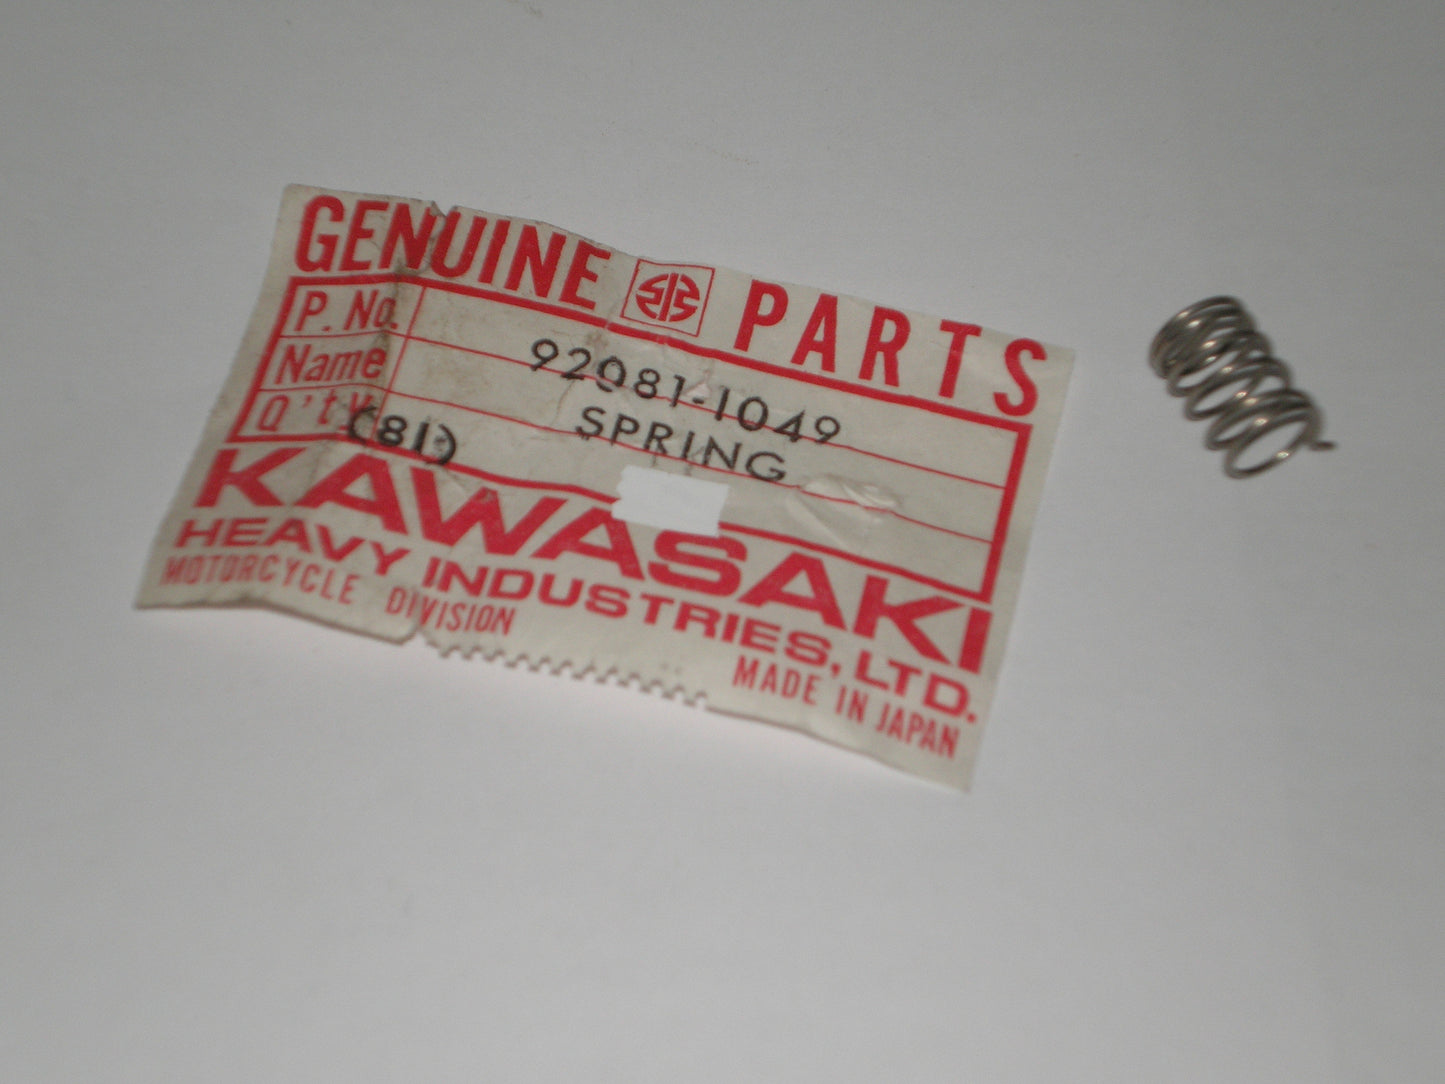 GENUINE PARTS
P. No. 92081-1049
Name SPRING
Q'ty (81)
KAWASAKI
HEAVY INDUSTRIES, LTD.
MOTORCYCLE DIVISION
MADE IN JAPAN